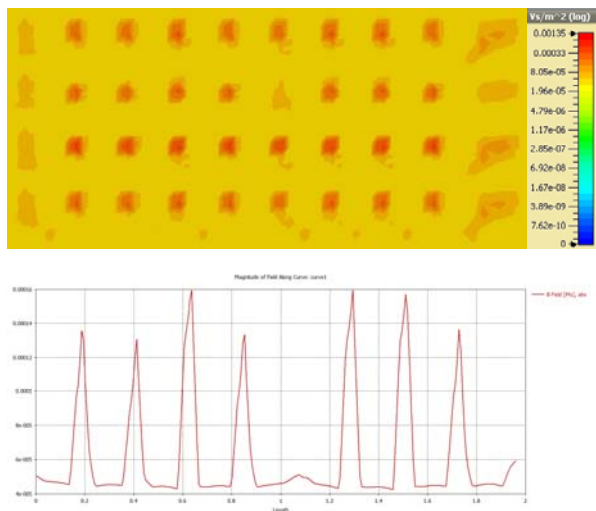 Vs/m^2 (log)
0.00135
0.00033
8.05e-05
1.96e-05
4.79e-06
1.17e-06
2.85e-07
6.92e-08
1.67e-08
3.89e-09
7.62e-10
0
Magnitude of Field Along Curve: curve1
0.00016
0.00014
0.00012
0.0001
8e-005
6e-005
4e-005
0 0.2 0.4 0.6 0.8 1 1.2 1.4 1.6 1.8 2
Length
B-Field (Ms), abs